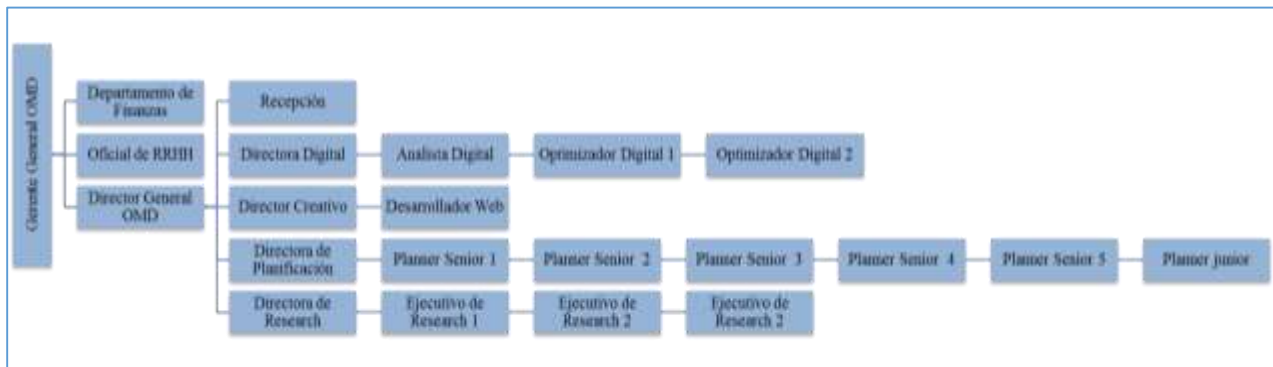 Gerente General OMD
Departamento de
Finanzas
Oficial de RRHH
Director General
OMD
Recepción
Directora Digital
Analista Digital
Oprimizador Digital 1
Optimizador Digital 2
Director Creativo
Desarrollador Web
Directora de
Planificación
Planner Senior 1
Planner Senior 2
Planner Senior 3
Planner Senior 4
Planner Senior 5
Planner junior
Directora de
Research
Ejecutivo de
Research 1
Ejecutivo de
Research 2
Ejecutivo de
Research 2